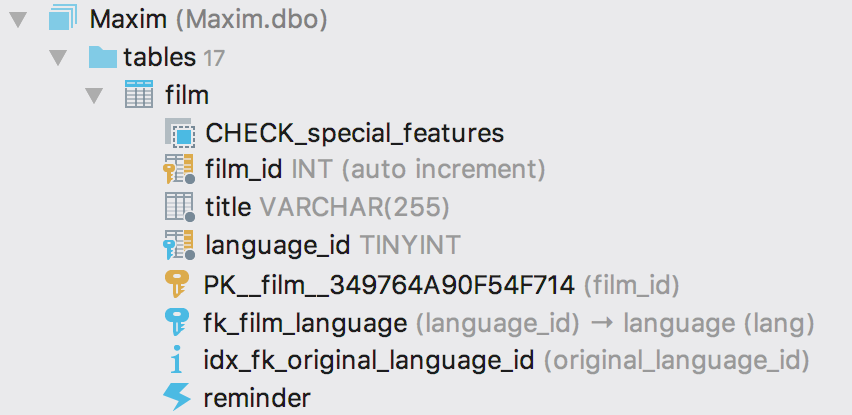 Maxim (Maxim.dbo)
tables 17
film
CHECK_special_features
film_id INT (auto increment)
title VARCHAR(255)
language_id TINYINT
PK__film__349764A90F54F714 (film_id)
fk_film_language (language_id) → language (lang)
idx_fk_original_language_id (original_language_id)
reminder